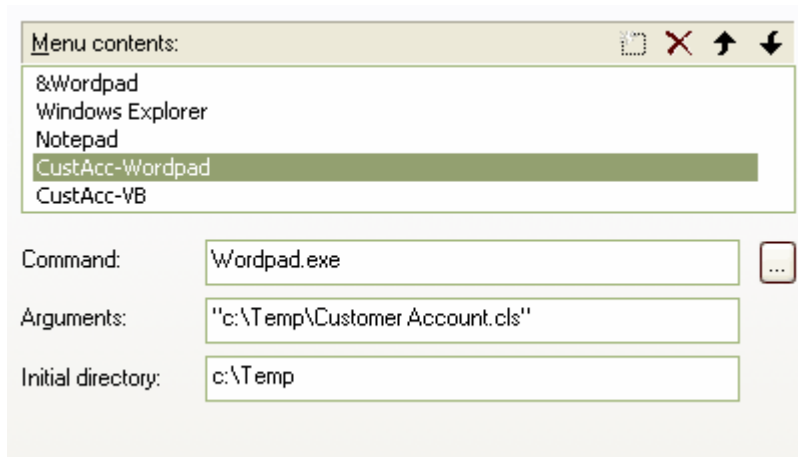 Menu contents:
&Wordpad
Windows Explorer
Notepad
CustAcc-Wordpad
CustAcc-VB
Command: Wordpad.exe ...
Arguments: "c:\Temp\Customer Account.cls"
Initial directory: c:\Temp